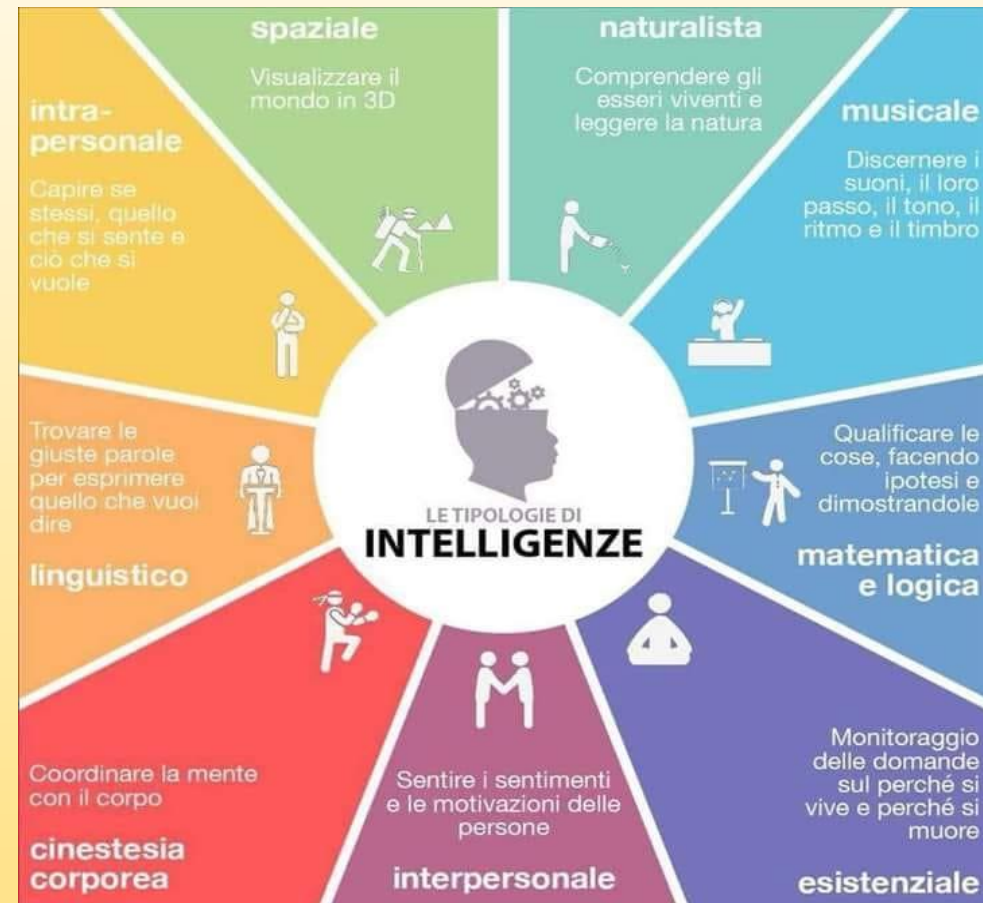 spaziale
Visualizzare il
mondo in 3D
naturalista
Comprendere gli
esseri viventi e
leggere la natura
musicale
Discernere i
suoni, il loro
passo, il tono, il
ritmo e il timbro
intra-
personale
Capire se
stessi, quello
che si sente e
ciò che si
vuole
Trovare le
giuste parole
per esprimere
quello che vuoi
dire
linguistico
LE TIPOLOGIE DI
INTELLIGENZE
Qualificare le
cose, facendo
ipotesi e
dimostrandole
matematica
e logica
Coordinare la mente
con il corpo
cinestesia
corporea
Sentire i sentimenti
e le motivazioni delle
persone
interpersonale
Monitoraggio
delle domande
sul perché si
vive e perché si
muore
esistenziale